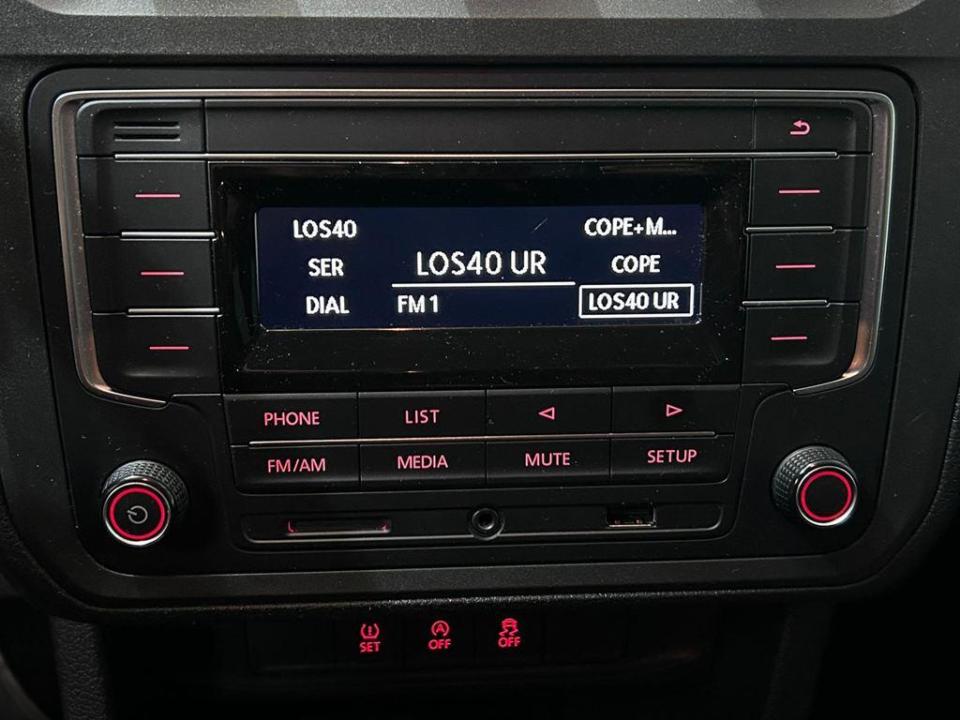 LOS40
COPE+M...
SER
LOS40 UR
COPE
DIAL
FM 1
LOS40 UR
PHONE
LIST
FM/AM
MEDIA
MUTE
SETUP
SET
A
OFF
OFF